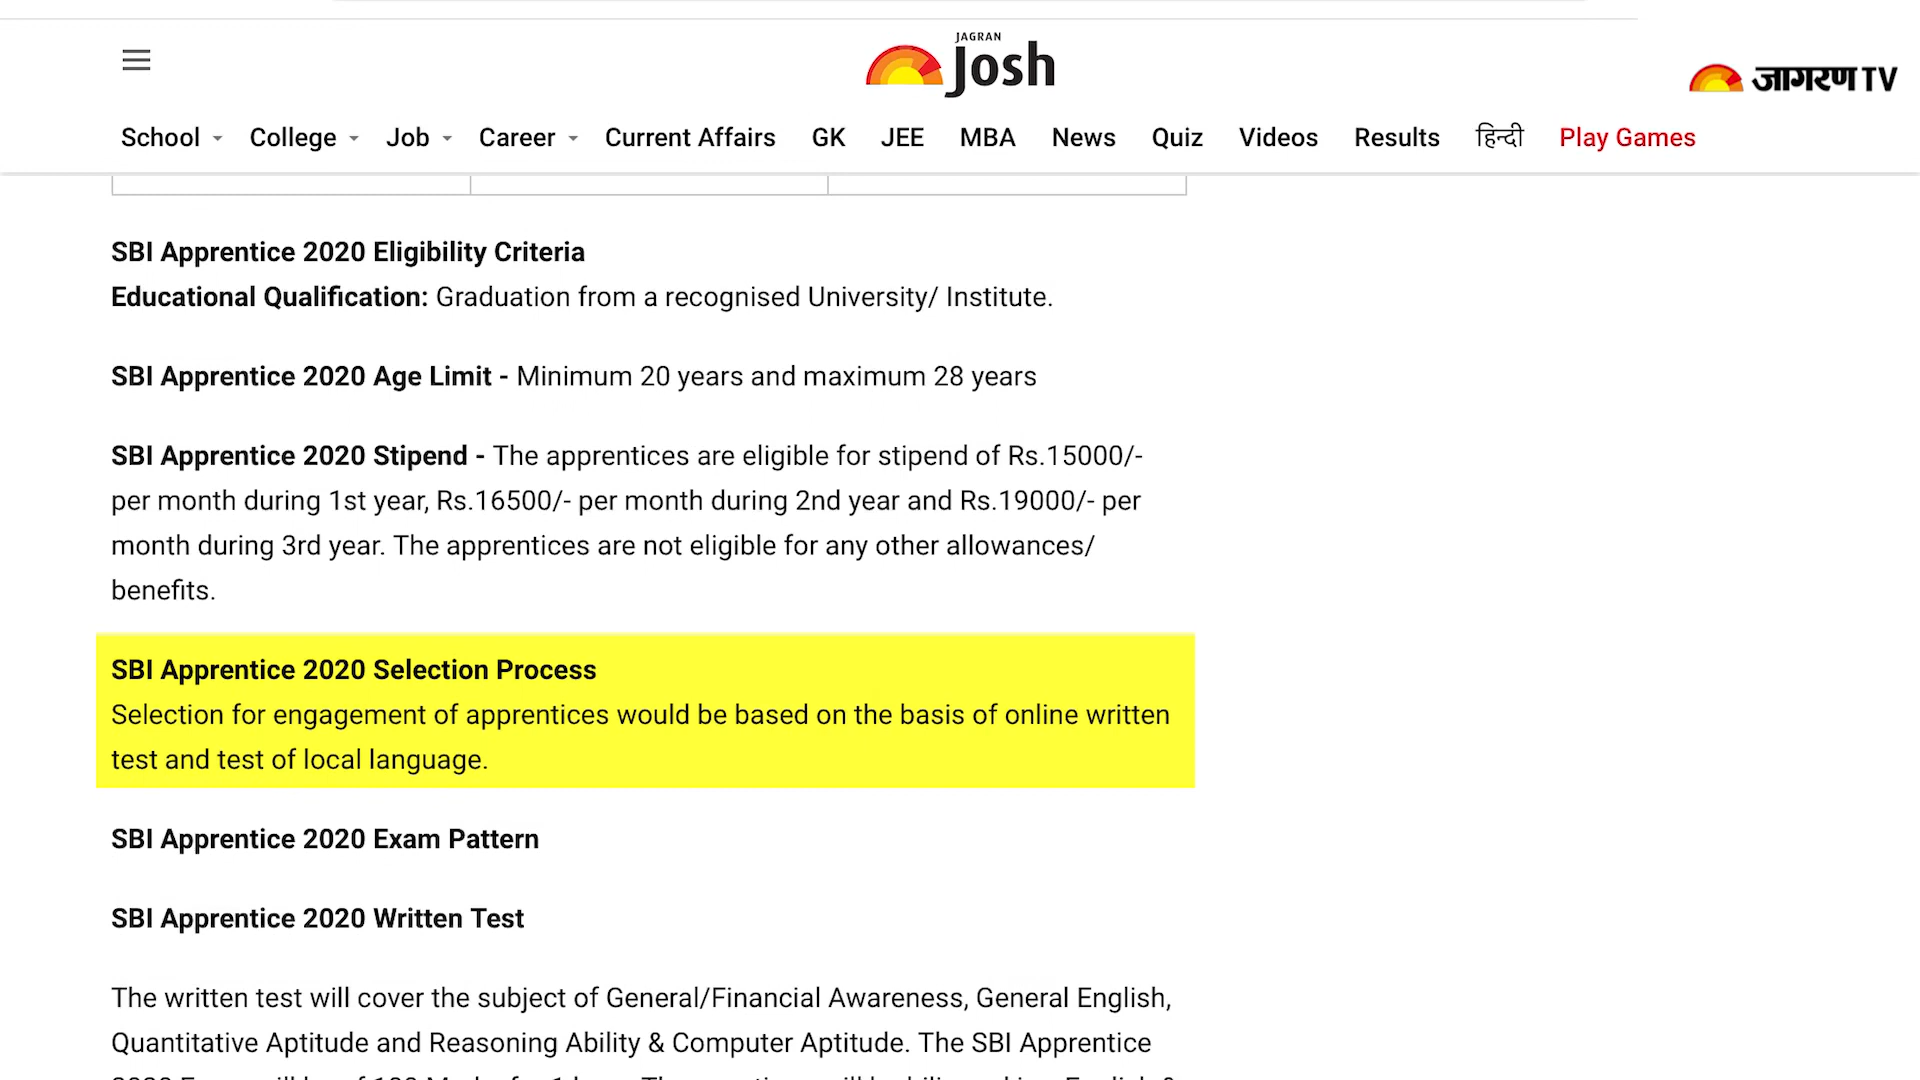 JAGRAN
Josh
जागरण TV
School College Job Career Current Affairs GK JEE MBA News Quiz Videos Results हिन्दी Play Games
SBI Apprentice 2020 Eligibility Criteria
Educational Qualification: Graduation from a recognised University/ Institute.
SBI Apprentice 2020 Age Limit - Minimum 20 years and maximum 28 years
SBI Apprentice 2020 Stipend - The apprentices are eligible for stipend of Rs.15000/-
per month during 1st year, Rs.16500/- per month during 2nd year and Rs.19000/- per
month during 3rd year. The apprentices are not eligible for any other allowances/
benefits.
SBI Apprentice 2020 Selection Process
Selection for engagement of apprentices would be based on the basis of online written
test and test of local language.
SBI Apprentice 2020 Exam Pattern
SBI Apprentice 2020 Written Test
The written test will cover the subject of General/Financial Awareness, General English,
Quantitative Aptitude and Reasoning Ability & Computer Aptitude. The SBI Apprentice